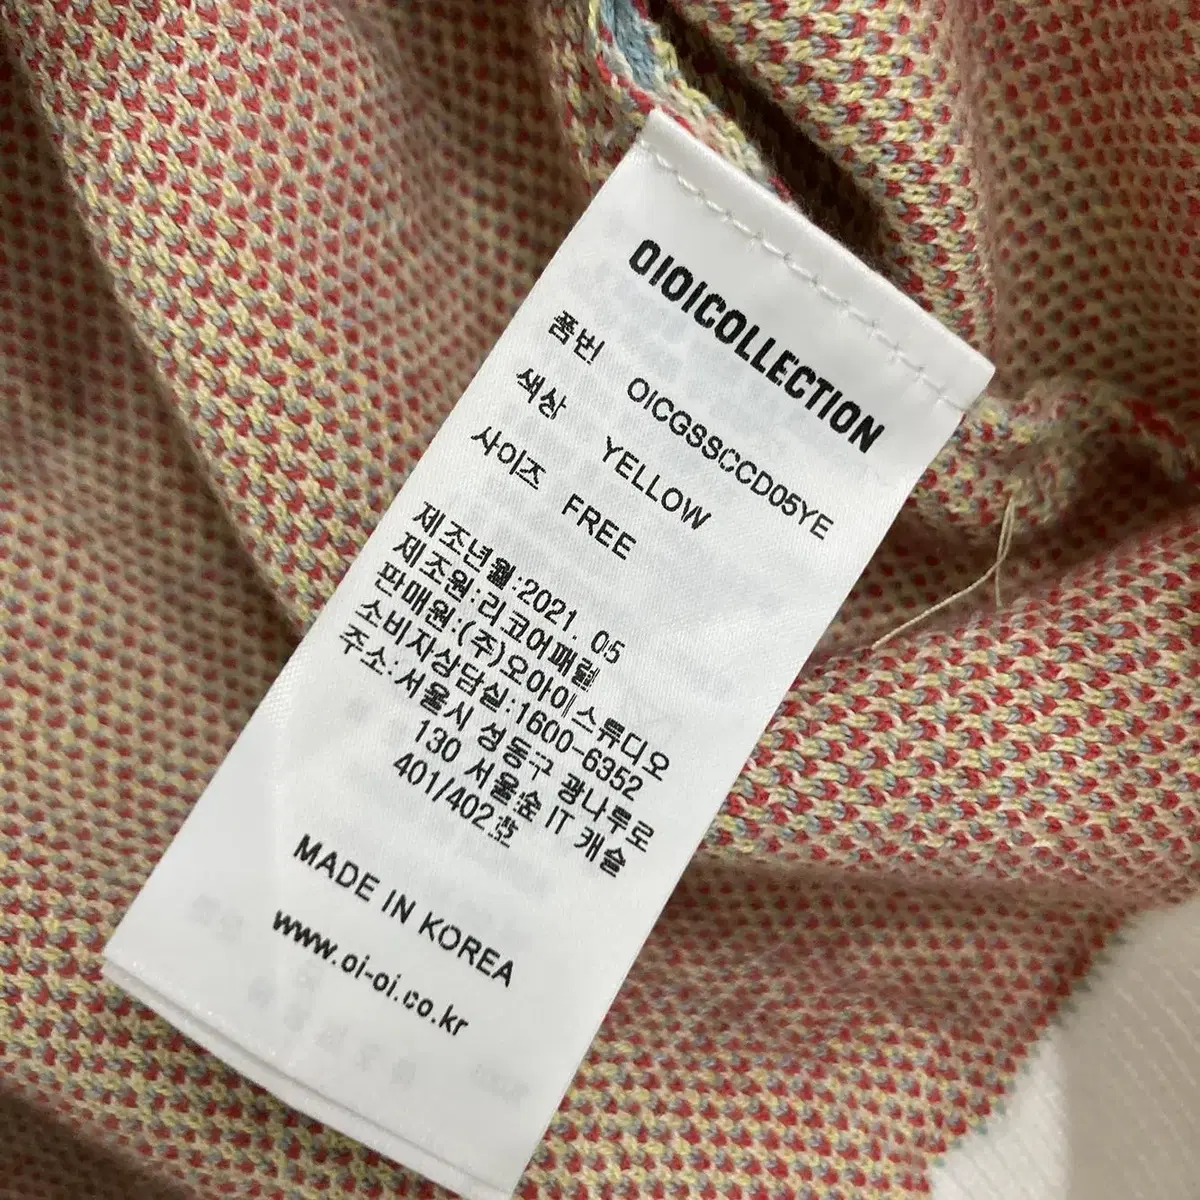 OIOICOLLECTION
품번 OICGSSCCD05YE
색상 YELLOW
사이즈 FREE
제조년월:2021. 05
제조원:리코어패럴
판매원:(주)오아이스튜디오
소비자상담실:1600-6352
주소:서울시 성동구 광나루로
130 서울숲 IT 캐슬
401/402호
MADE IN KOREA
www.oi-oi.co.kr